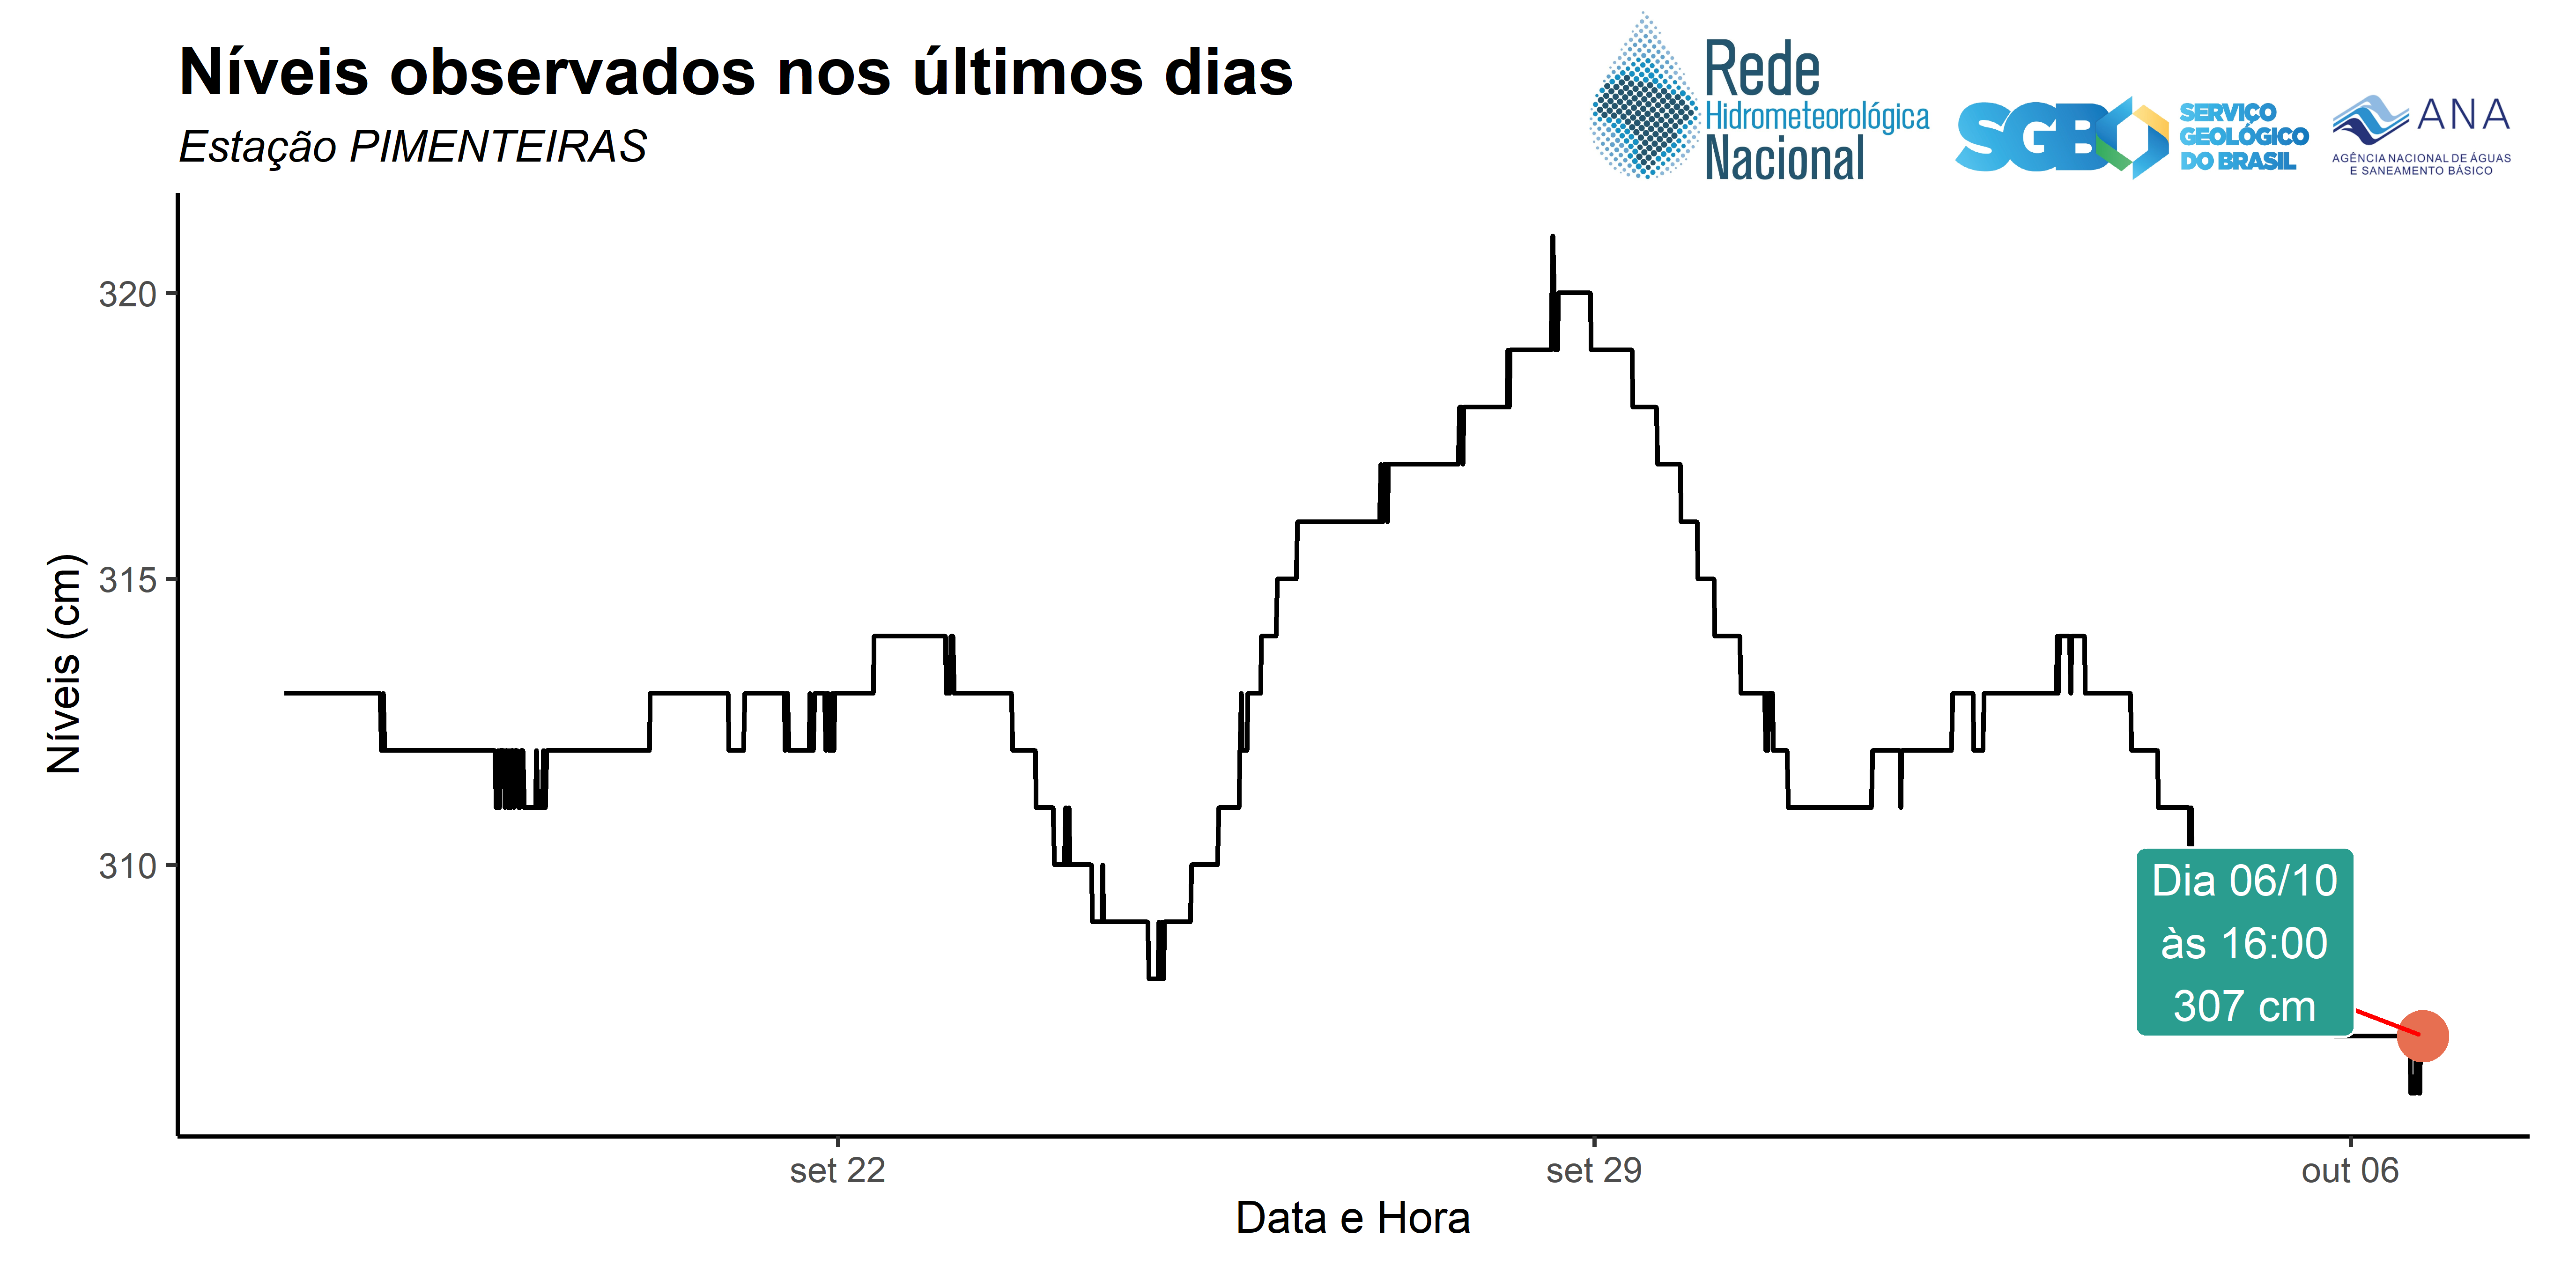 Níveis observados nos últimos dias
Estação PIMENTEIRAS
Rede
Hidrometeorológica
Nacional
SGB
SERVIÇO
GEOLÓGICO
DO BRASIL
ANA
AGÊNCIA NACIONAL DE ÁGUAS
E SANEAMENTO BÁSICO
Níveis (cm)
320
315
310
Dia 06/10
às 16:00
307 cm
set 22
set 29
out 06
Data e Hora